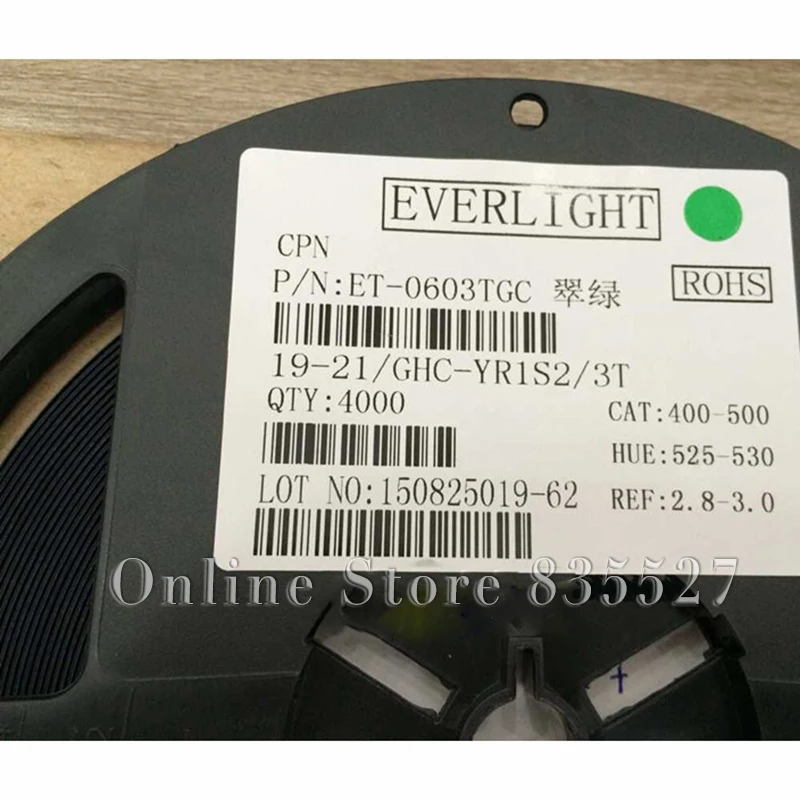 EVERLIGHT
CPN
P/N:ET-0603TGC 翠绿
ROHS
19-21/GHC-YR1S2/3T
QTY:4000
CAT:400-500
HUE:525-530
LOT NO:150825019-62
REF:2.8-3.0
Online Store 835527